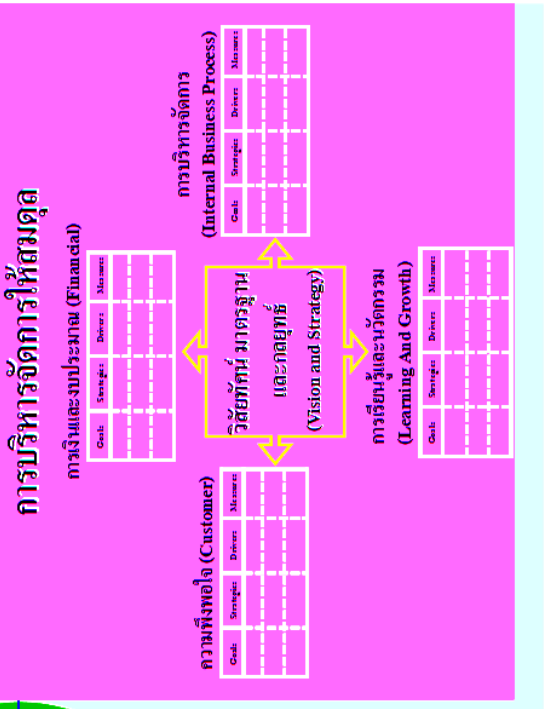 การบริหารจัดการให้สมดุล
การเงินและงบประมาณ (Financial)
Goals Strategies Drivers Measures
ความพึงพอใจ (Customer)
Goals Strategies Drivers Measures
วิสัยทัศน์ มาตรฐาน
และกลยุทธ์
(Vision and Strategy)
การบริหารจัดการ
(Internal Business Process)
Goals Strategies Drivers Measures
การเรียนรู้และนวัตกรรม
(Learning And Growth)
Goals Strategies Drivers Measures